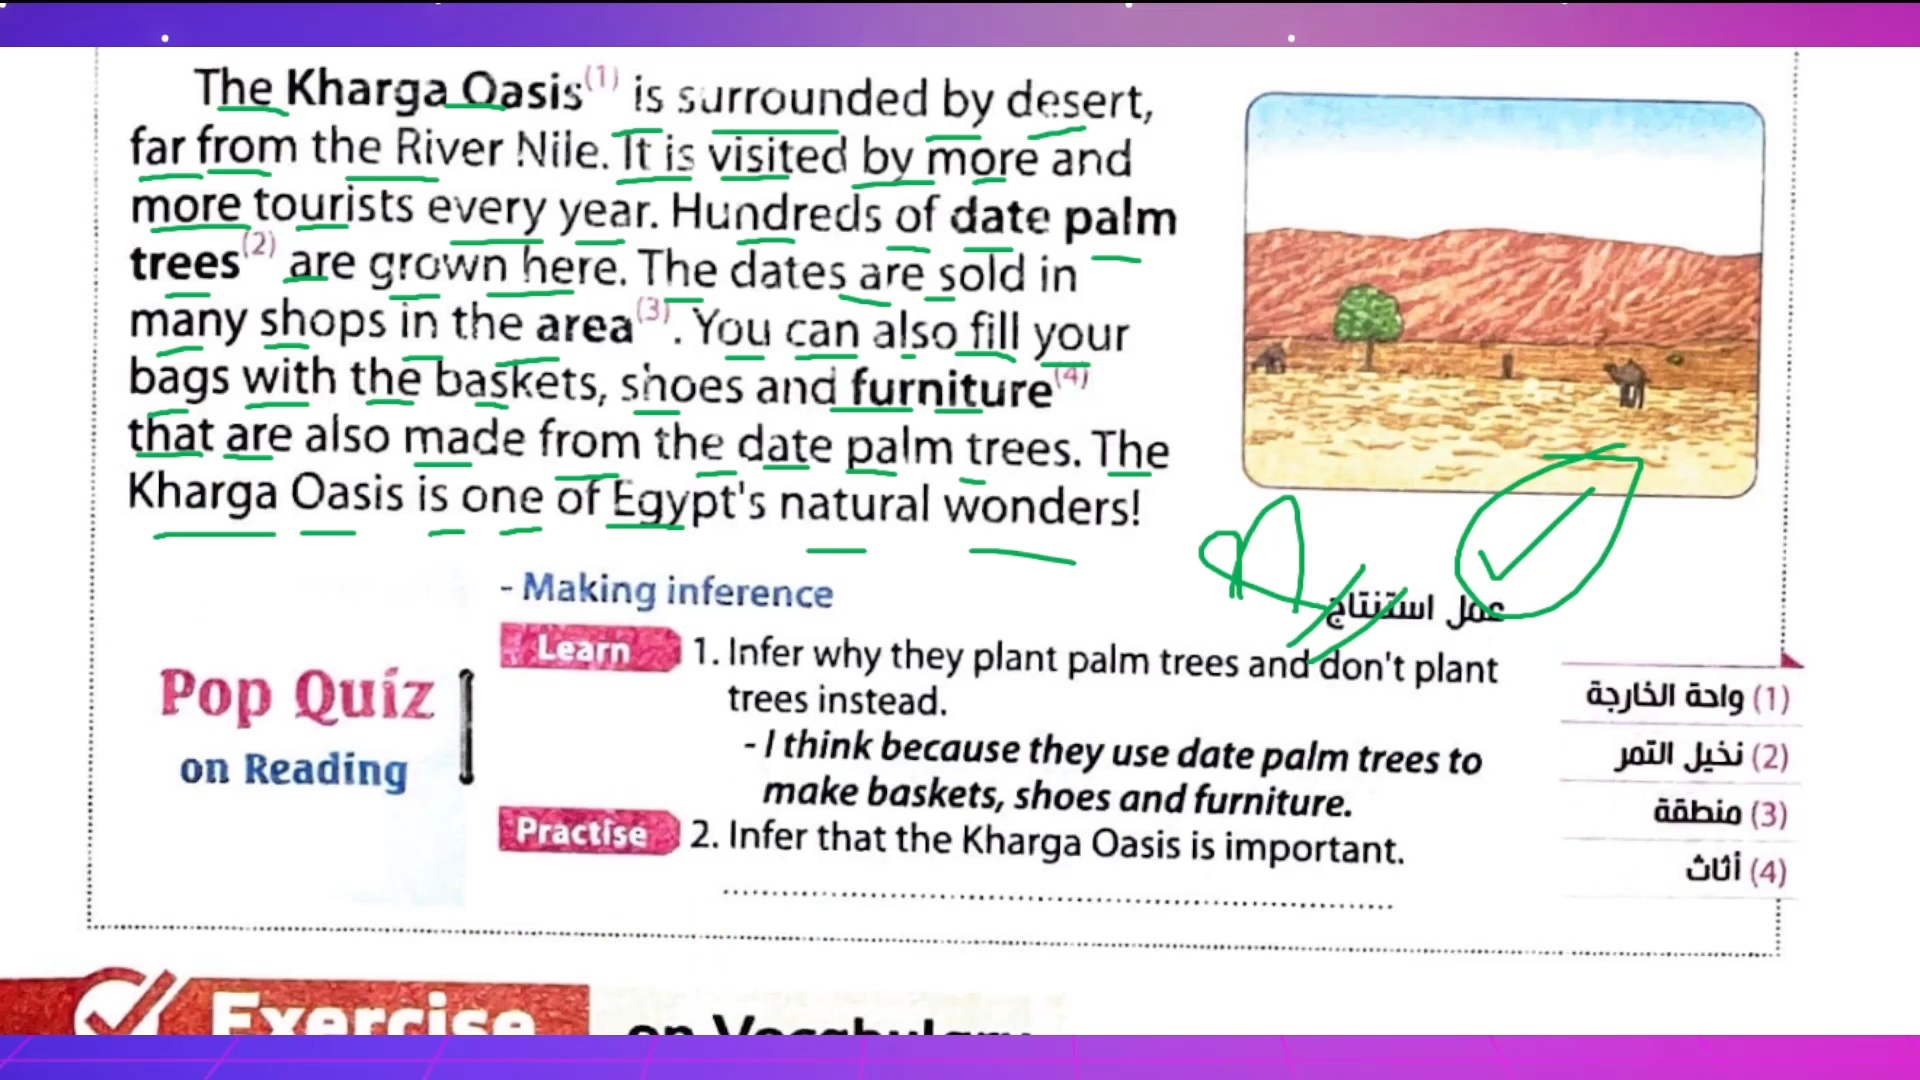 The Kharga Oasis(1) is surrounded by desert,
far from the River Nile. It is visited by more and
more tourists every year. Hundreds of date palm
trees(2) are grown here. The dates are sold in
many shops in the area(3). You can also fill your
bags with the baskets, shoes and furniture(4)
that are also made from the date palm trees. The
Kharga Oasis is one of Egypt's natural wonders!
- Making inference
عمل استنتاج
Pop Quiz
on Reading
Learn 1. Infer why they plant palm trees and don't plant
trees instead.
- I think because they use date palm trees to
make baskets, shoes and furniture.
Practise 2. Infer that the Kharga Oasis is important.
(1) واحة الخارجة
(2) نخيل التمر
(3) منطقة
(4) أثاث
Exercise on Vocabulary